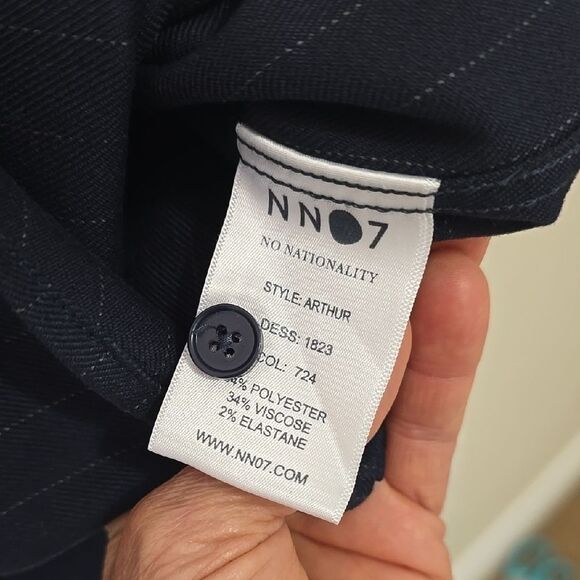 NN07
NO NATIONALITY
STYLE: ARTHUR
DESS: 1823
COL: 724
4% POLYESTER
34% VISCOSE
2% ELASTANE
WWW.NN07.COM